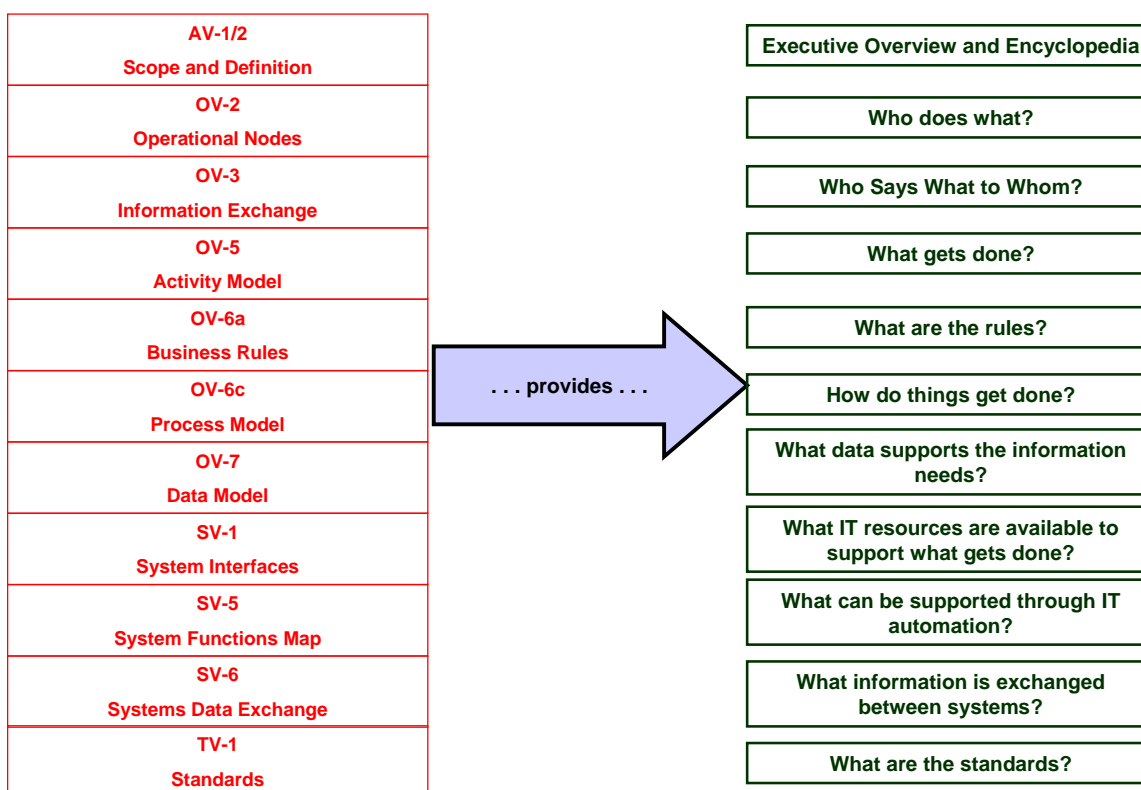 AV-1/2
Scope and Definition
OV-2
Operational Nodes
OV-3
Information Exchange
OV-5
Activity Model
OV-6a
Business Rules
OV-6c
Process Model
OV-7
Data Model
SV-1
System Interfaces
SV-5
System Functions Map
SV-6
Systems Data Exchange
TV-1
Standards
. . . provides . . .
Executive Overview and Encyclopedia
Who does what?
Who Says What to Whom?
What gets done?
What are the rules?
How do things get done?
What data supports the information
needs?
What IT resources are available to
support what gets done?
What can be supported through IT
automation?
What information is exchanged
between systems?
What are the standards?